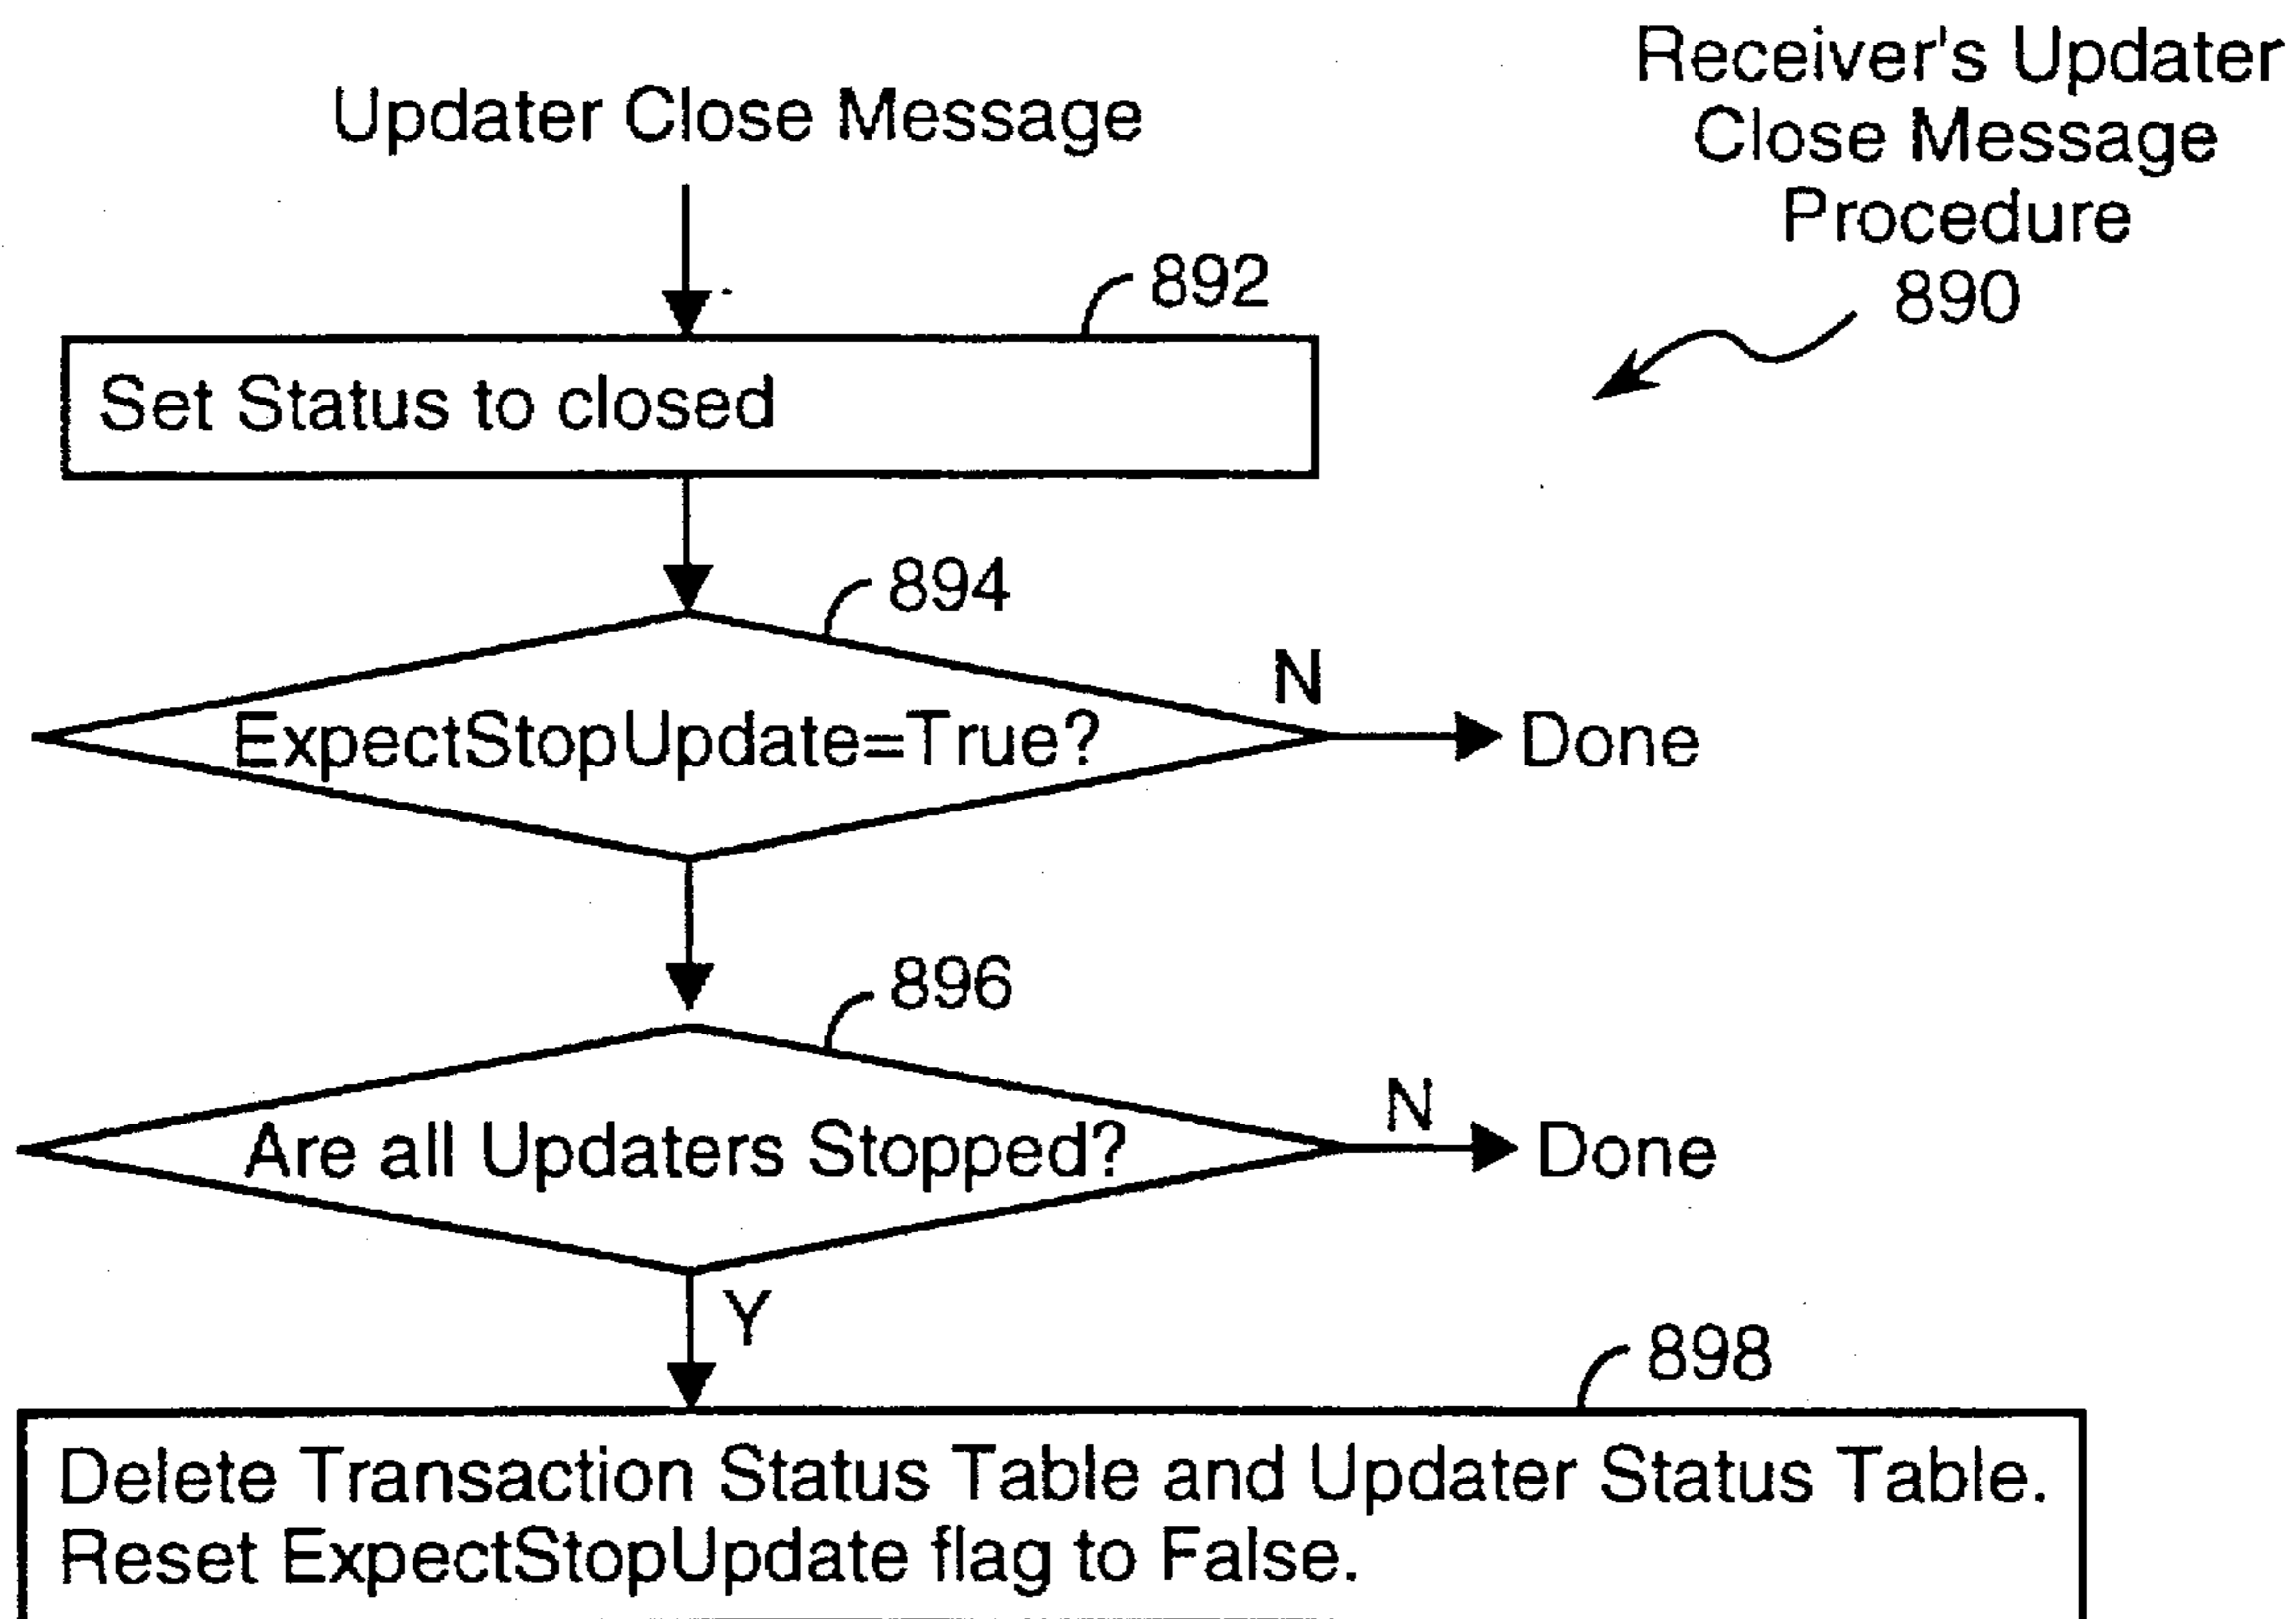 Receiver's Updater
Close Message
Procedure
890
Updater Close Message
892
Set Status to closed
894
ExpectStopUpdate=True?
N
Done
896
Are all Updaters Stopped?
N
Done
Y
898
Delete Transaction Status Table and Updater Status Table.
Reset ExpectStopUpdate flag to False.